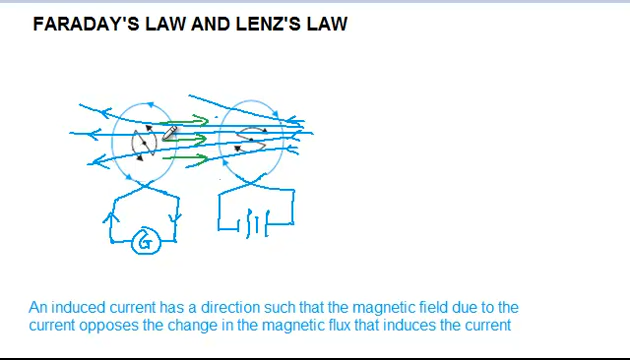 FARADAY'S LAW AND LENZ'S LAW
G
An induced current has a direction such that the magnetic field due to the
current opposes the change in the magnetic flux that induces the current